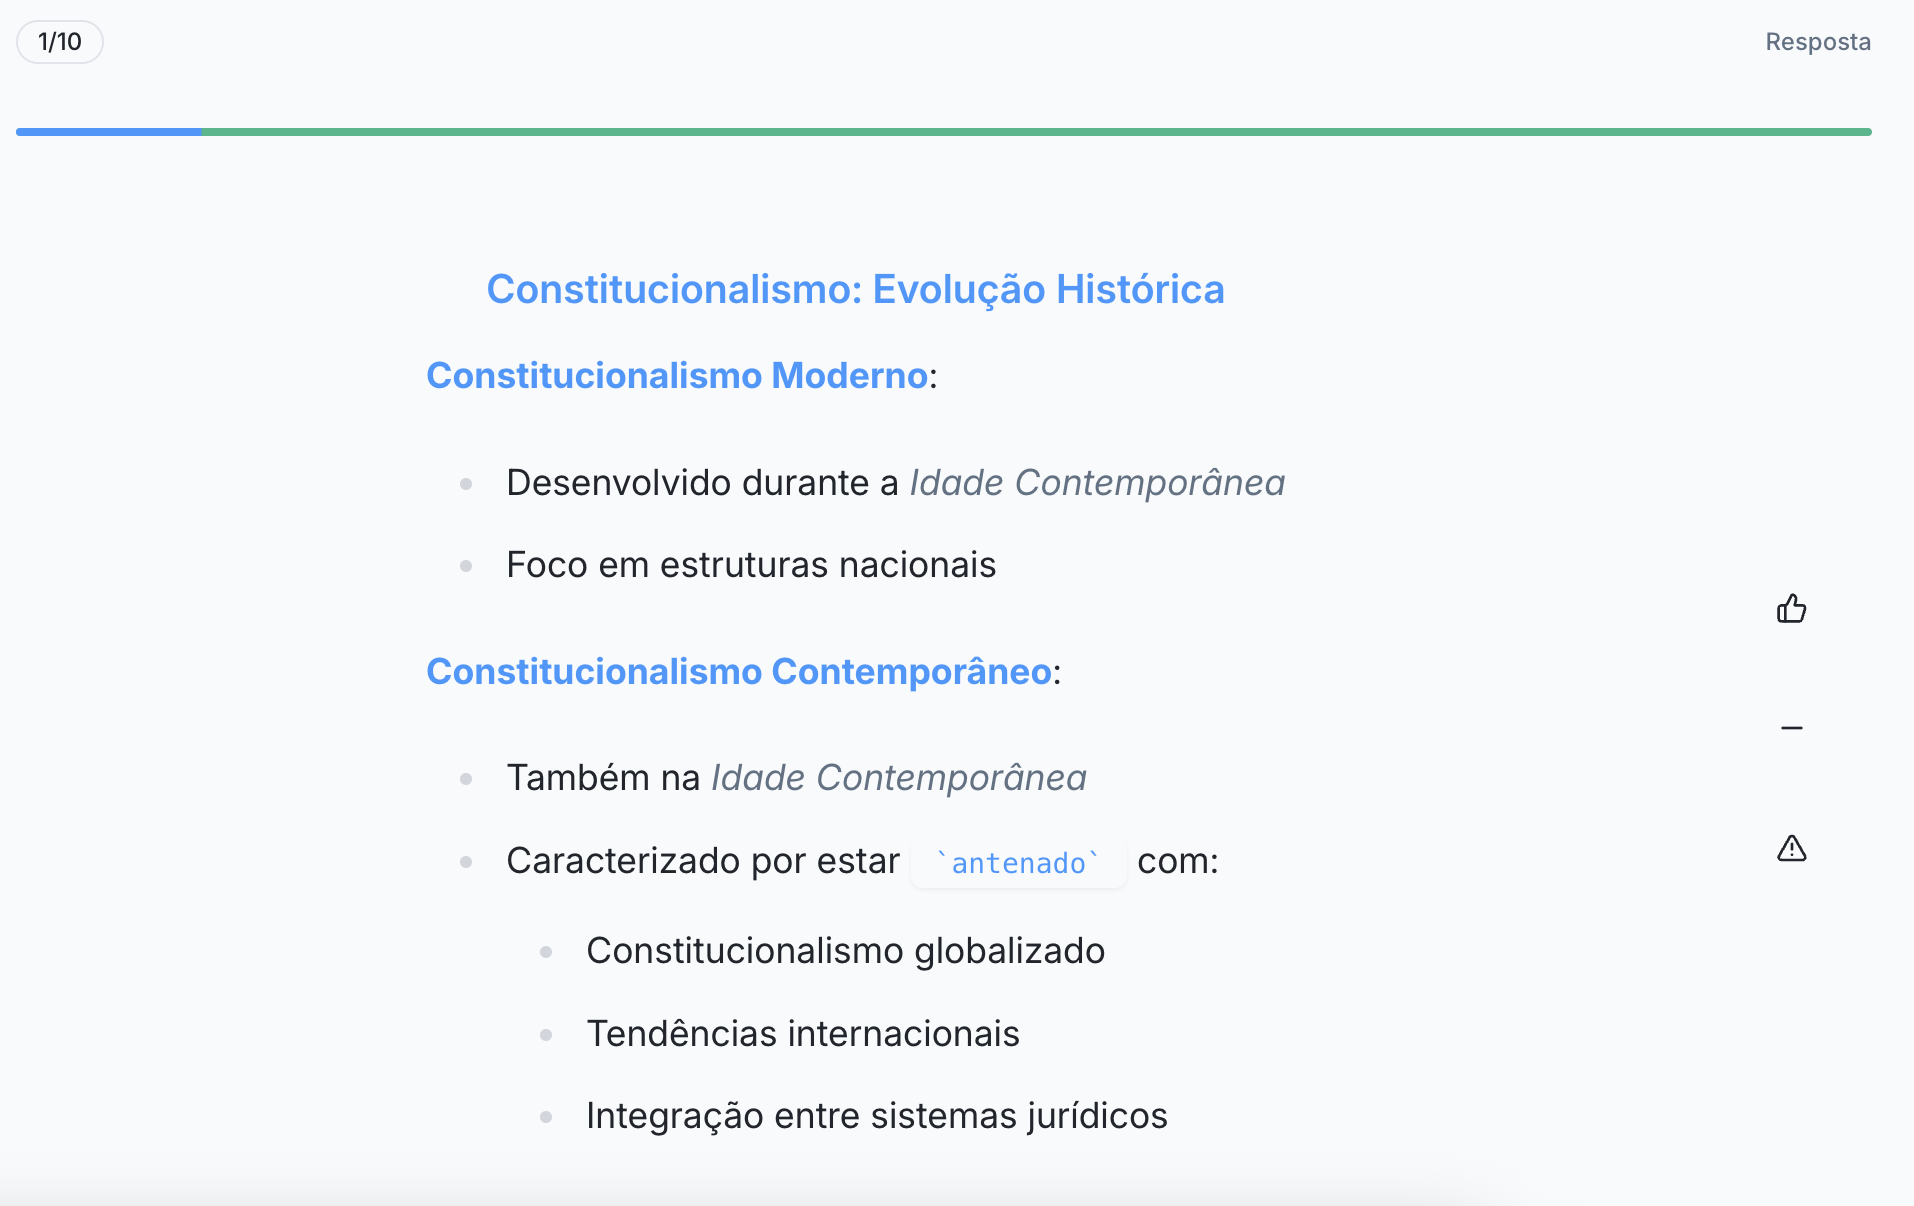 1/10
Resposta
Constitucionalismo: Evolução Histórica
Constitucionalismo Moderno:
Desenvolvido durante a Idade Contemporânea
Foco em estruturas nacionais
Constitucionalismo Contemporâneo:
Também na Idade Contemporânea
Caracterizado por estar `antenado` com:
Constitucionalismo globalizado
Tendências internacionais
Integração entre sistemas jurídicos